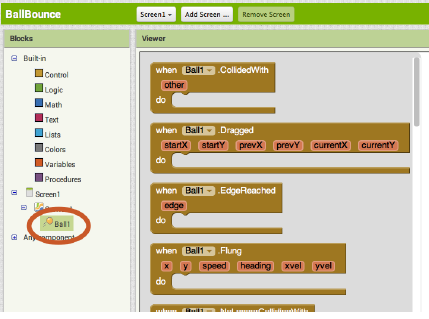 BallBounce
Screen1
Add Screen ...
Remove Screen
Blocks
Viewer
Built-in
Control
Logic
Math
Text
Lists
Colors
Variables
Procedures
Screen1
Ball1
Any component
when Ball1 .CollidedWith
other
do
when Ball1 .Dragged
startX startY prevX prevY currentX currentY
do
when Ball1 .EdgeReached
edge
do
when Ball1 .Flung
x y speed heading xvel yvel
do
when Ball1 .NoLongerCollidingWith